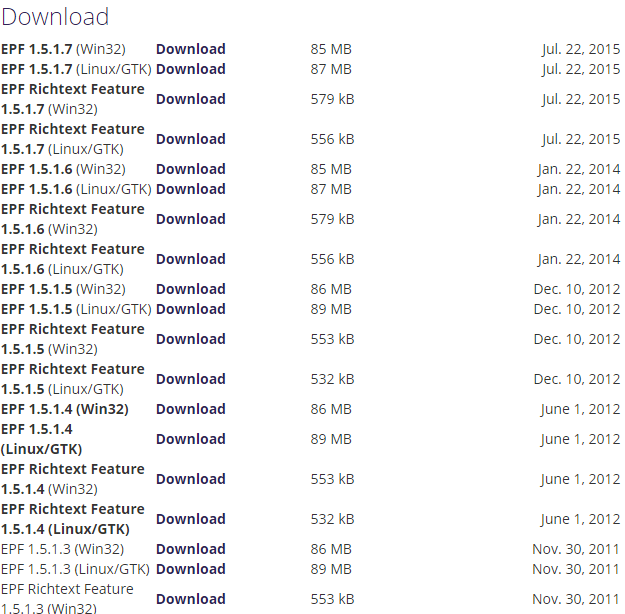 Download
EPF 1.5.1.7 (Win32) Download 85 MB Jul. 22, 2015
EPF 1.5.1.7 (Linux/GTK) Download 87 MB Jul. 22, 2015
EPF Richtext Feature
1.5.1.7 (Win32) Download 579 kB Jul. 22, 2015
EPF Richtext Feature
1.5.1.7 (Linux/GTK) Download 556 kB Jul. 22, 2015
EPF 1.5.1.6 (Win32) Download 85 MB Jan. 22, 2014
EPF 1.5.1.6 (Linux/GTK) Download 87 MB Jan. 22, 2014
EPF Richtext Feature
1.5.1.6 (Win32) Download 579 kB Jan. 22, 2014
EPF Richtext Feature
1.5.1.6 (Linux/GTK) Download 556 kB Jan. 22, 2014
EPF 1.5.1.5 (Win32) Download 86 MB Dec. 10, 2012
EPF 1.5.1.5 (Linux/GTK) Download 89 MB Dec. 10, 2012
EPF Richtext Feature
1.5.1.5 (Win32) Download 553 kB Dec. 10, 2012
EPF Richtext Feature
1.5.1.5 (Linux/GTK) Download 532 kB Dec. 10, 2012
EPF 1.5.1.4 (Win32) Download 86 MB June 1, 2012
EPF 1.5.1.4
(Linux/GTK) Download 89 MB June 1, 2012
EPF Richtext Feature
1.5.1.4 (Win32) Download 553 kB June 1, 2012
EPF Richtext Feature
1.5.1.4 (Linux/GTK) Download 532 kB June 1, 2012
EPF 1.5.1.3 (Win32) Download 86 MB Nov. 30, 2011
EPF 1.5.1.3 (Linux/GTK) Download 89 MB Nov. 30, 2011
EPF Richtext Feature
1.5.1.3 (Win32) Download 553 kB Nov. 30, 2011